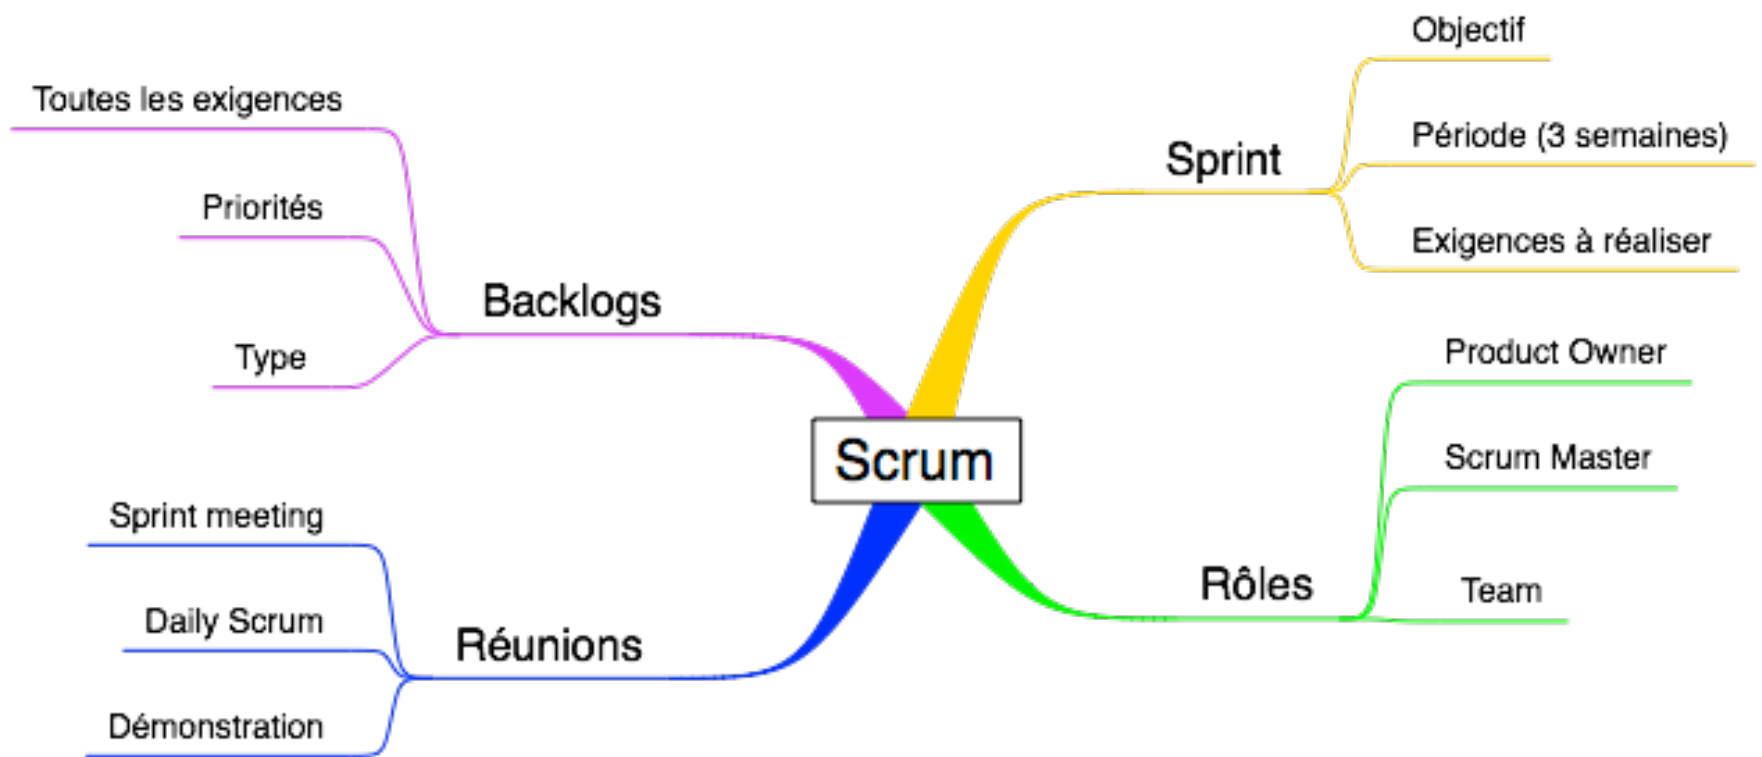 Objectif
Toutes les exigences
Période (3 semaines)
Sprint
Priorités
Exigences à réaliser
Backlogs
Type
Product Owner
Scrum
Scrum Master
Sprint meeting
Rôles
Team
Daily Scrum
Réunions
Démonstration